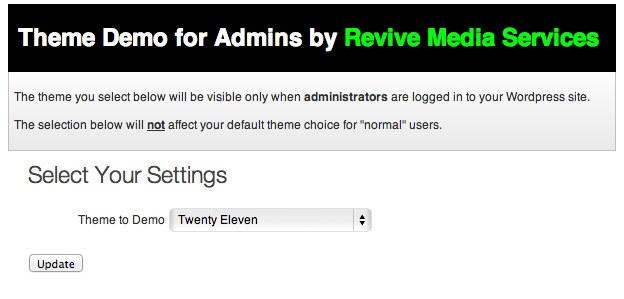 Theme Demo for Admins by Revive Media Services
The theme you select below will be visible only when administrators are logged in to your Wordpress site.
The selection below will not affect your default theme choice for "normal" users.
Select Your Settings
Theme to Demo Twenty Eleven
Update